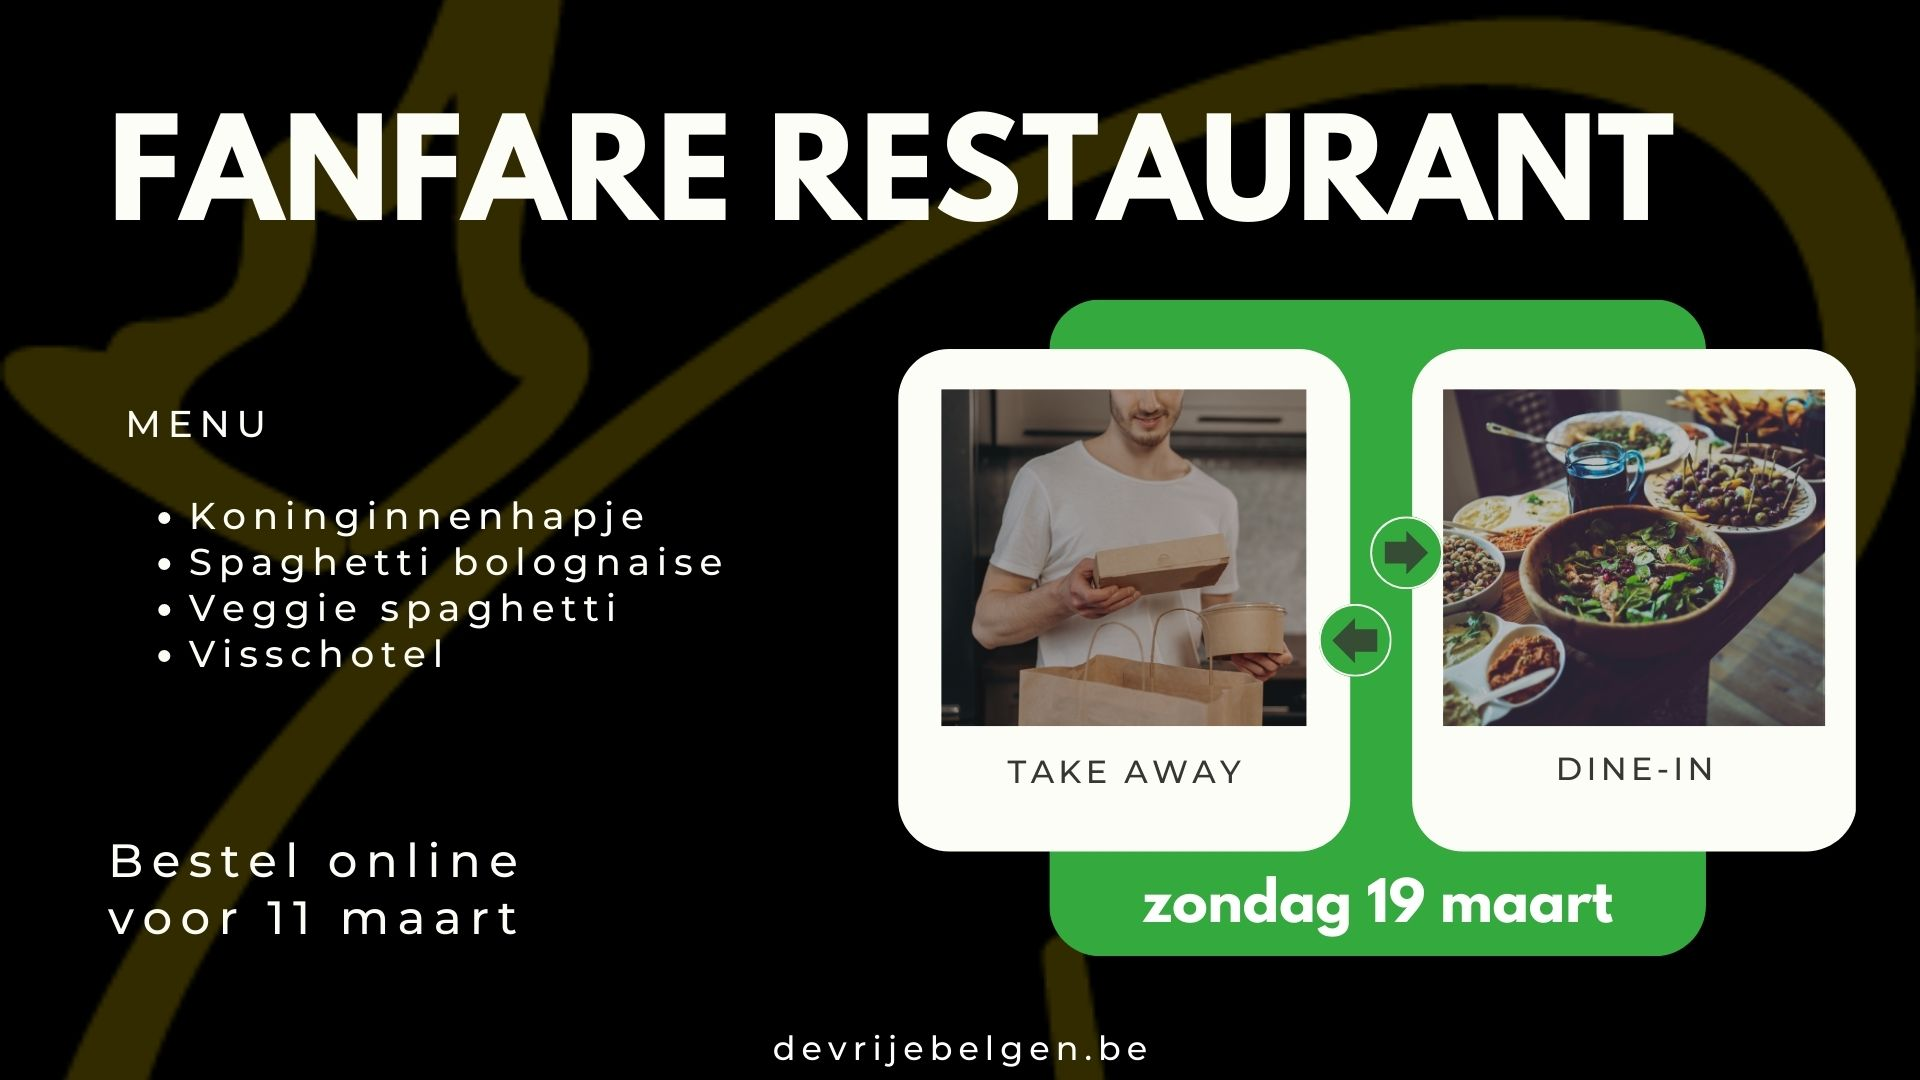 FANFARE RESTAURANT
MENU
• Koninginnenhapje
• Spaghetti bolognaise
• Veggie spaghetti
• Visschotel
Bestel online
voor 11 maart
TAKE AWAY
DINE-IN
zondag 19 maart
devrijebelgen.be